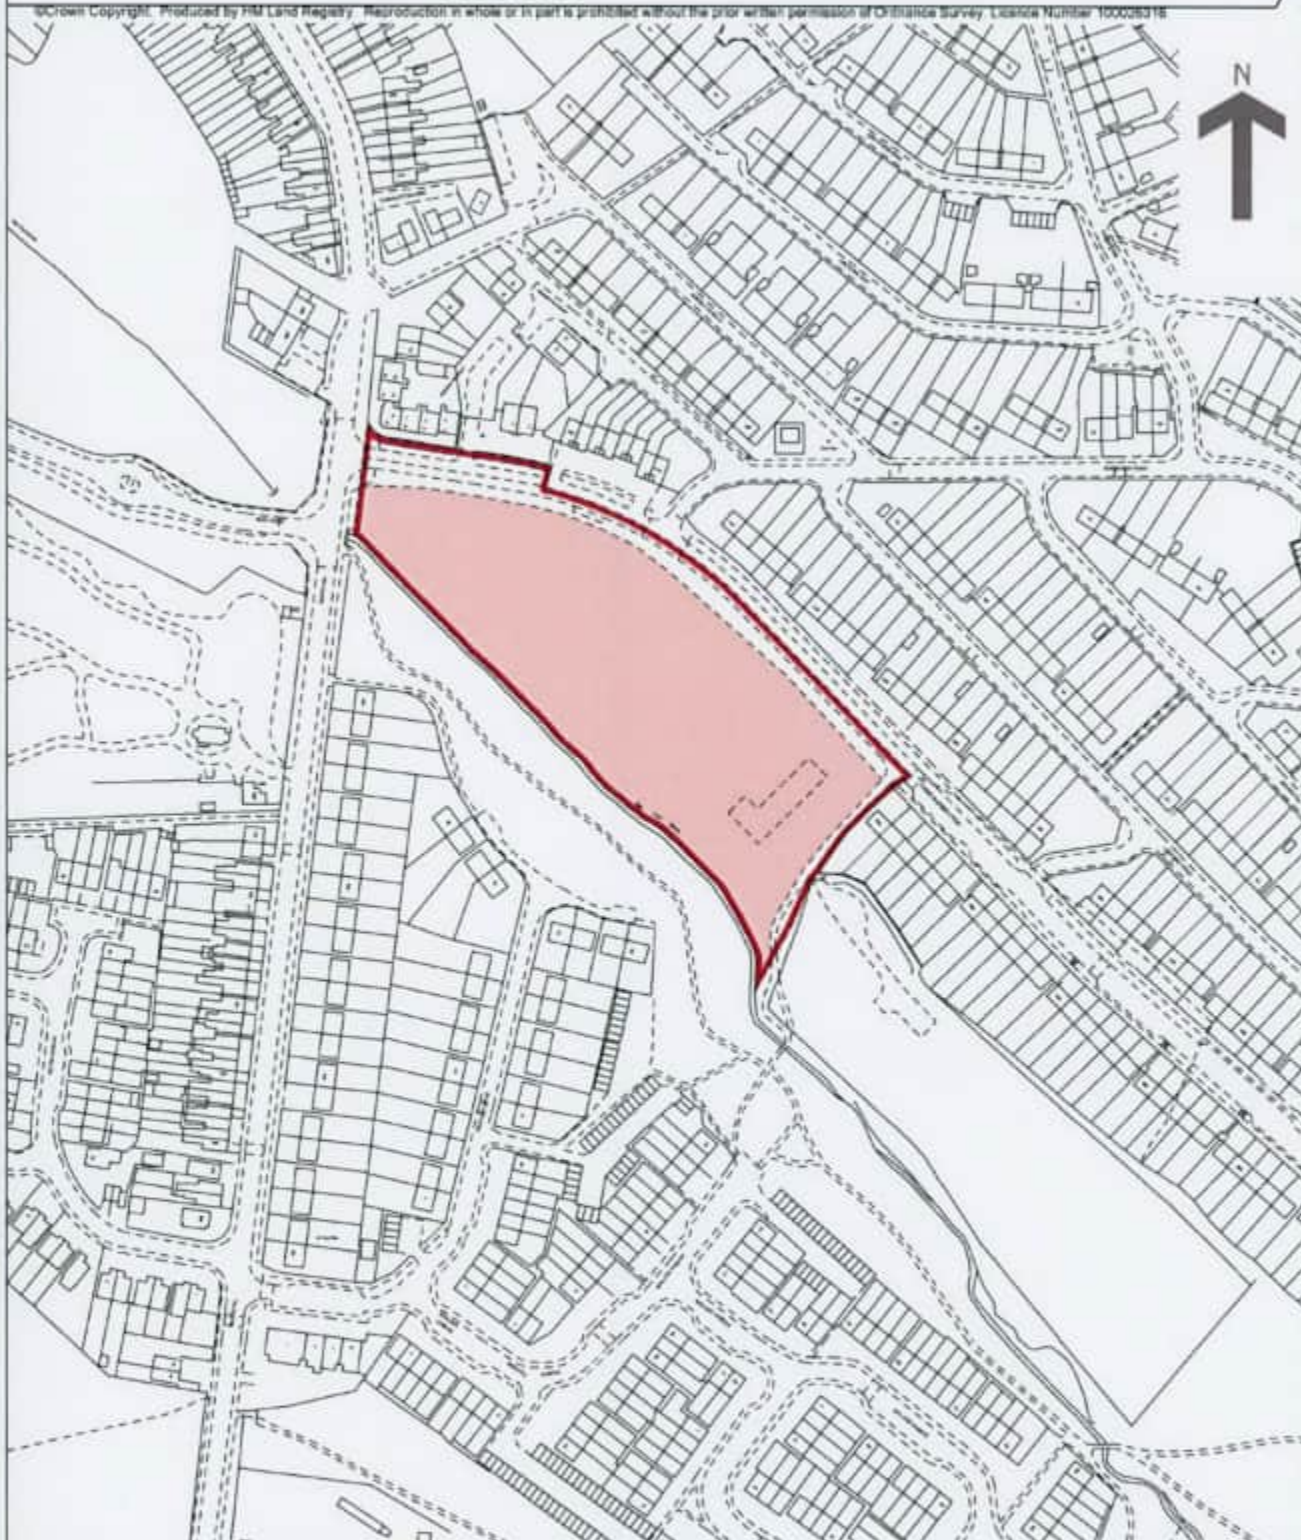 ©Crown Copyright. Produced by HM Land Registry. Reproduction in whole or in part is prohibited without the prior written permission of Ordnance Survey. Licence Number 100026316
N